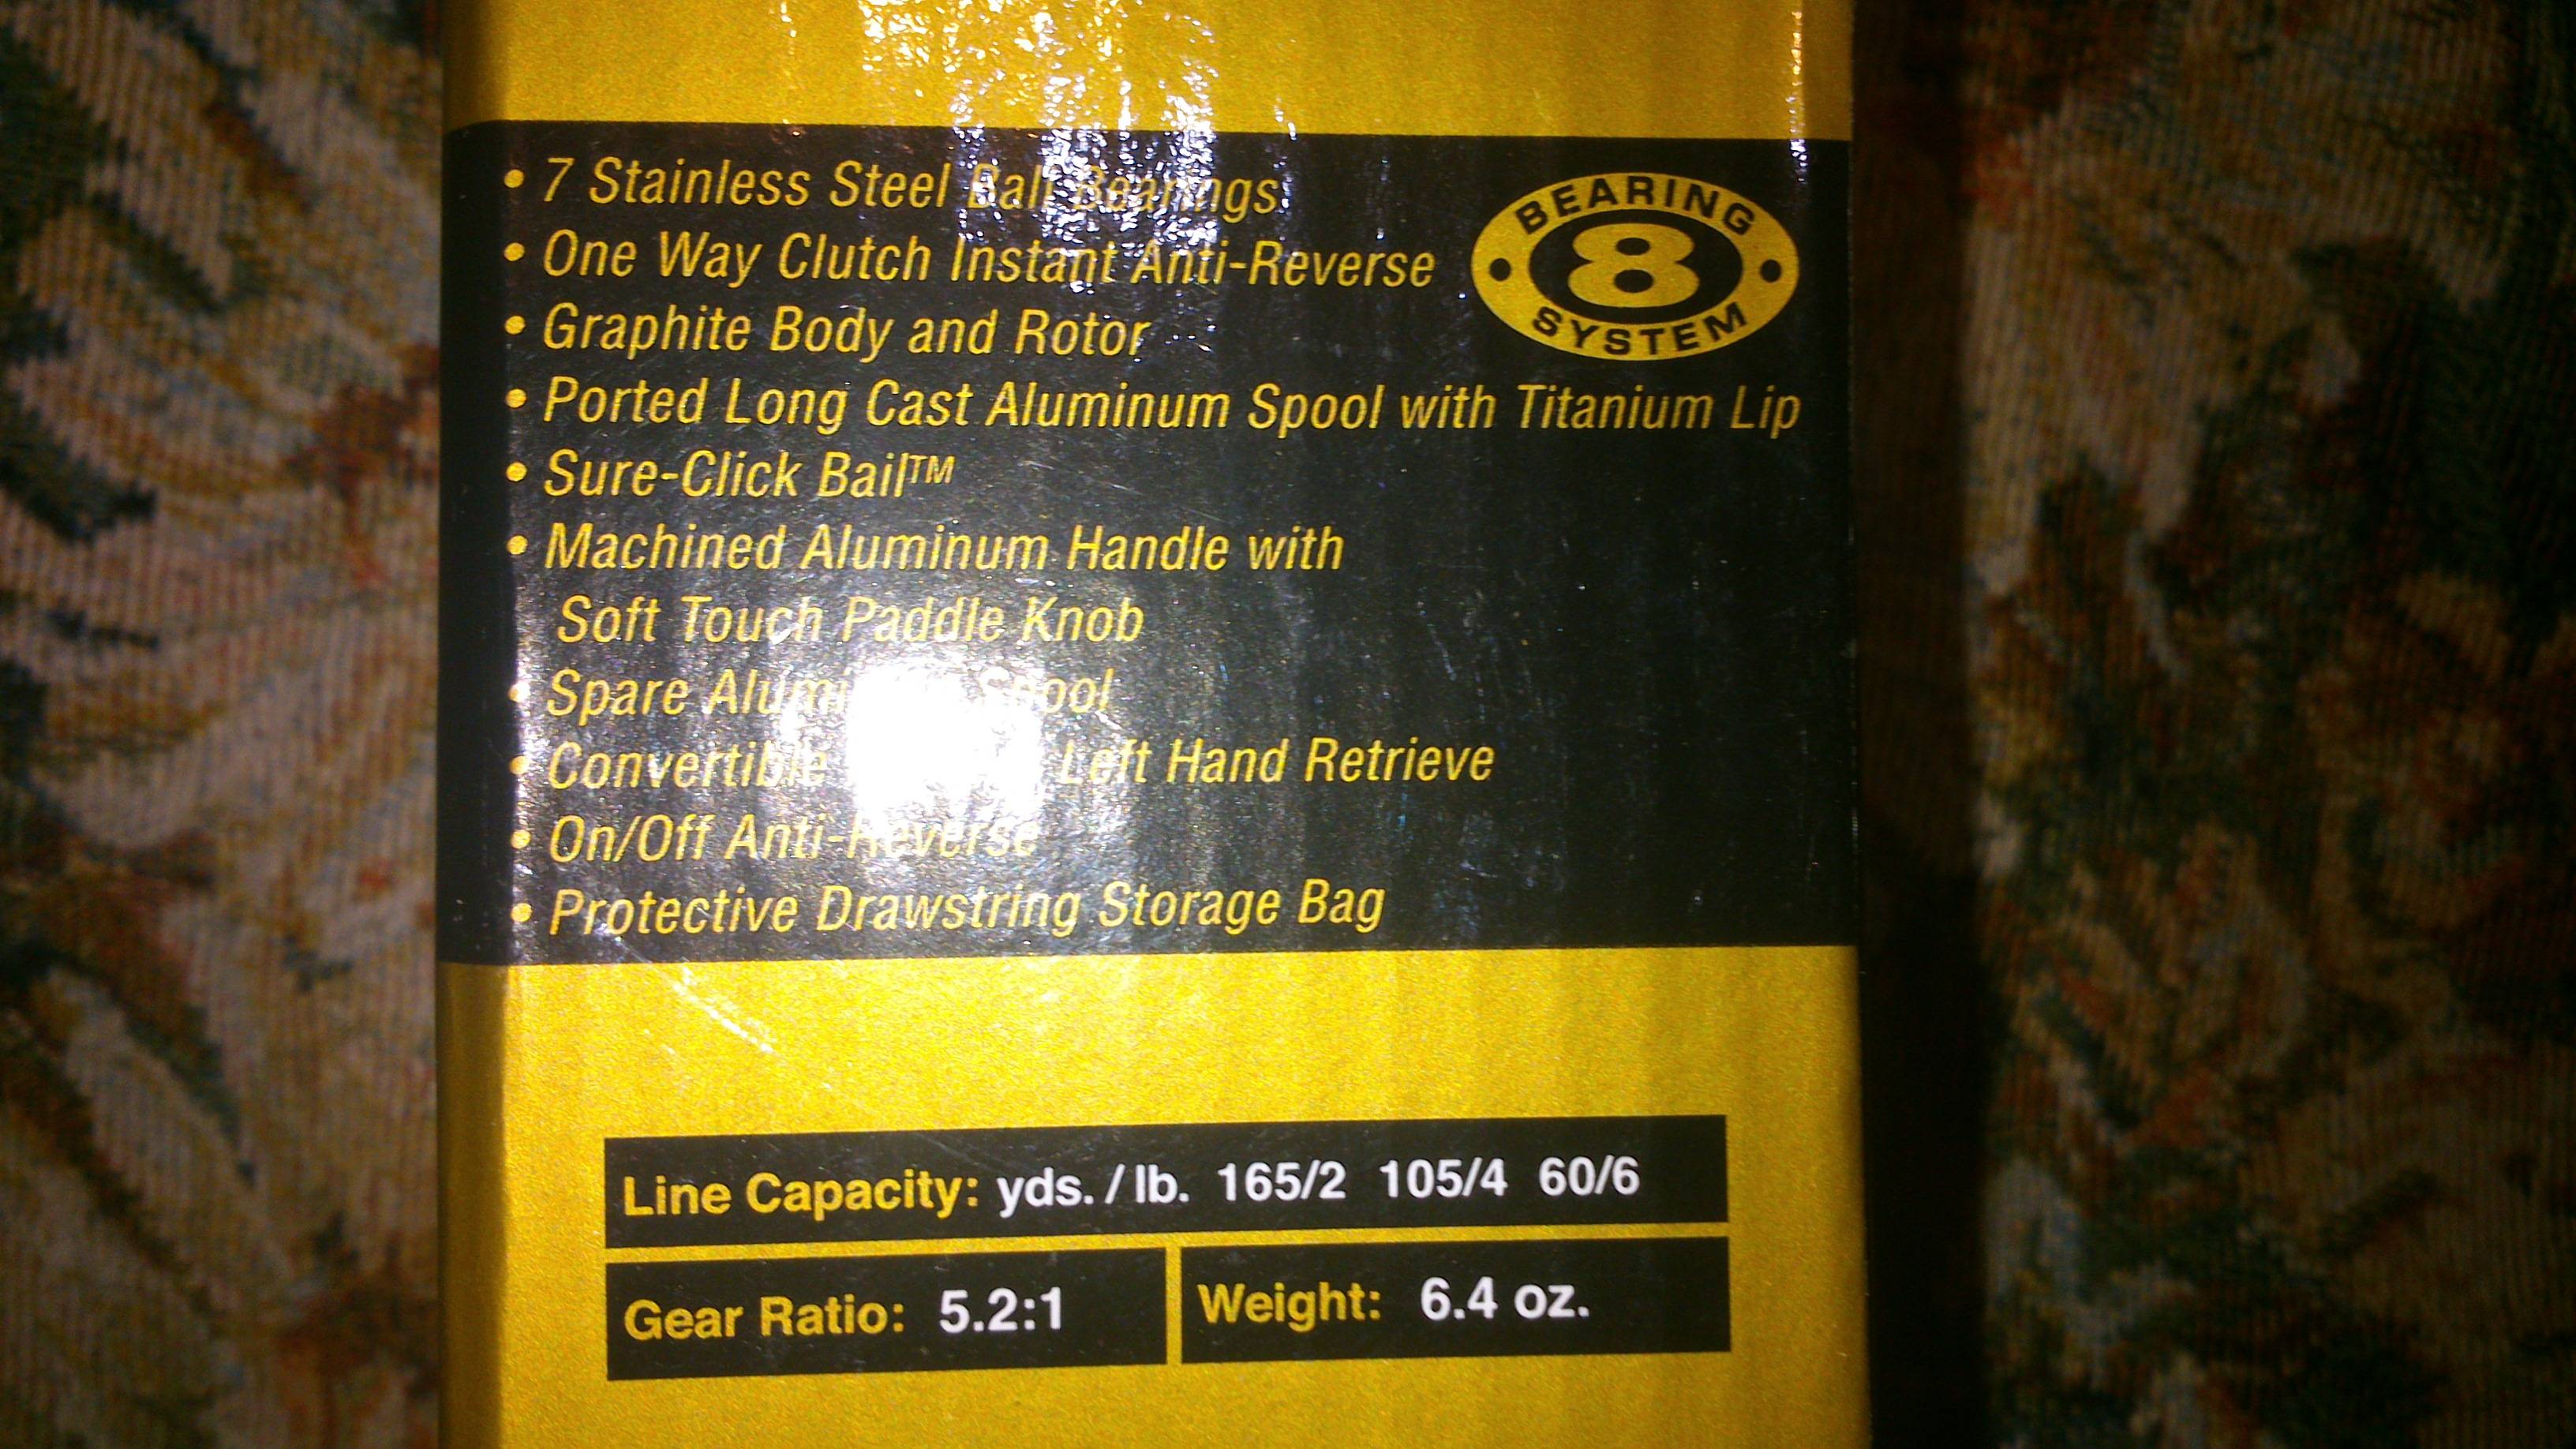 • 7 Stainless Steel Ball Bearings
• One Way Clutch Instant Anti-Reverse
BEARING
8
SYSTEM
• Graphite Body and Rotor
• Ported Long Cast Aluminum Spool with Titanium Lip
• Sure-Click Bail™
• Machined Aluminum Handle with
Soft Touch Paddle Knob
• Spare Aluminum Spool
• Convertible Left Hand Retrieve
• On/Off Anti-Reverse
• Protective Drawstring Storage Bag
Line Capacity: yds. / lb. 165/2 105/4 60/6
Gear Ratio: 5.2:1
Weight: 6.4 oz.